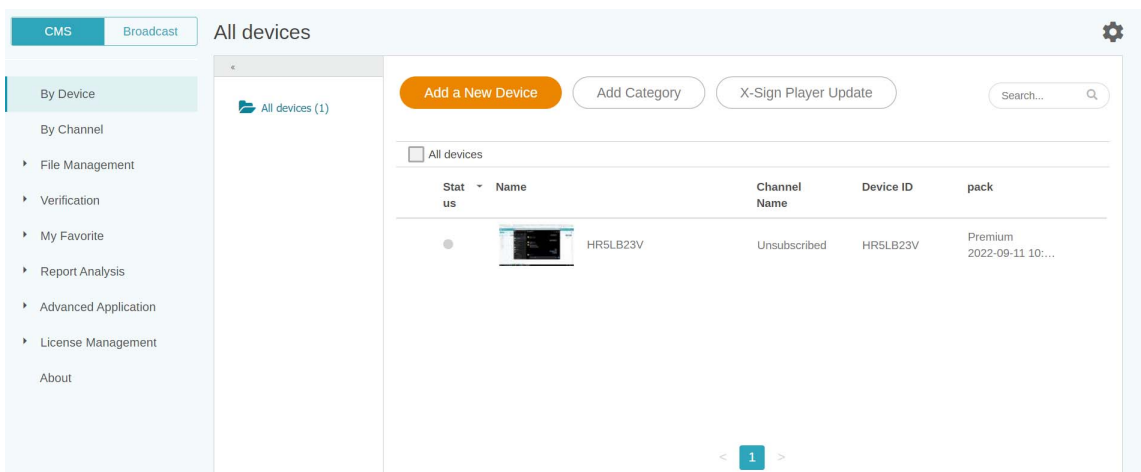 CMS
Broadcast
All devices
By Device
By Channel
File Management
Verification
My Favorite
Report Analysis
Advanced Application
License Management
About
«
All devices (1)
Add a New Device
Add Category
X-Sign Player Update
Search...
All devices
Stat
us
Name
Channel
Name
Device ID
pack
HR5LB23V
Unsubscribed
HR5LB23V
Premium
2022-09-11 10:...
< 1 >